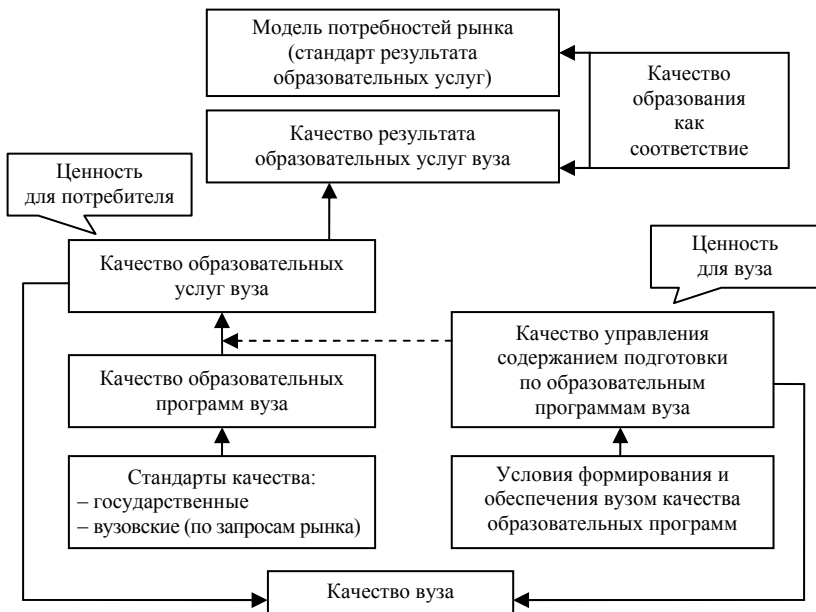 Модель потребностей рынка
(стандарт результата
образовательных услуг)
Качество
образования
как
соответствие
Качество результата
образовательных услуг вуза
Ценность
для потребителя
Ценность
для вуза
Качество образовательных
услуг вуза
Качество управления
содержанием подготовки
по образовательным
программам вуза
Качество образовательных
программ вуза
Стандарты качества:
– государственные
– вузовские (по запросам рынка)
Условия формирования и
обеспечения вузом качества
образовательных программ
Качество вуза